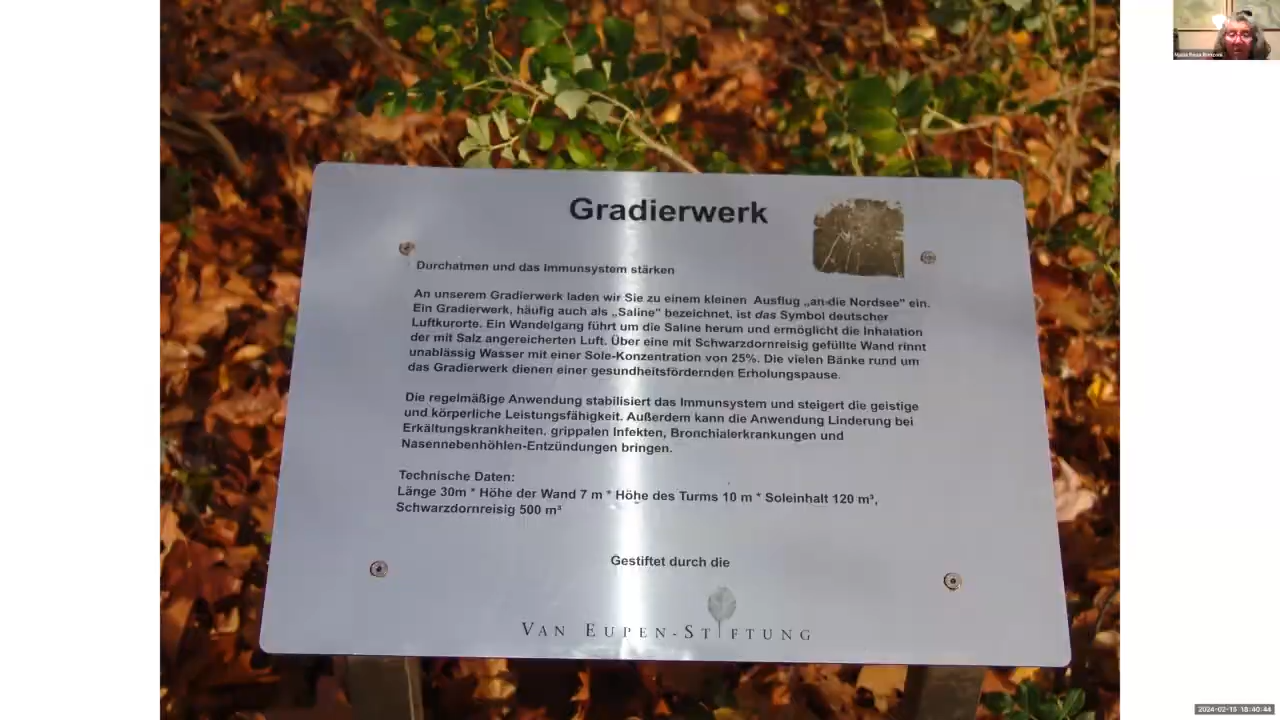 Gradierwerk
Durchatmen und das Immunsystem stärken
An unserem Gradierwerk laden wir Sie zu einem kleinen Ausflug „an die Nordsee" ein.
Ein Gradierwerk, häufig auch als „Saline" bezeichnet, ist das Symbol deutscher
Luftkurorte. Ein Wandelgang führt um die Saline herum und ermöglicht die Inhalation
der mit Salz angereicherten Luft. Über eine mit Schwarzdornreisig gefüllte Wand rinnt
unablässig Wasser mit einer Sole-Konzentration von 25%. Die vielen Bänke rund um
das Gradierwerk dienen einer gesundheitsfördernden Erholungspause.
Die regelmäßige Anwendung stabilisiert das Immunsystem und steigert die geistige
und körperliche Leistungsfähigkeit. Außerdem kann die Anwendung Linderung bei
Erkältungskrankheiten, grippalen Infekten, Bronchialerkrankungen und
Nasennebenhöhlen-Entzündungen bringen.
Technische Daten:
Länge 30m * Höhe der Wand 7 m * Höhe des Turms 10 m * Soleinhalt 120 m³,
Schwarzdornreisig 500 m³
Gestiftet durch die
VAN EUPEN-STIFTUNG
2024-02-15 18:40:44